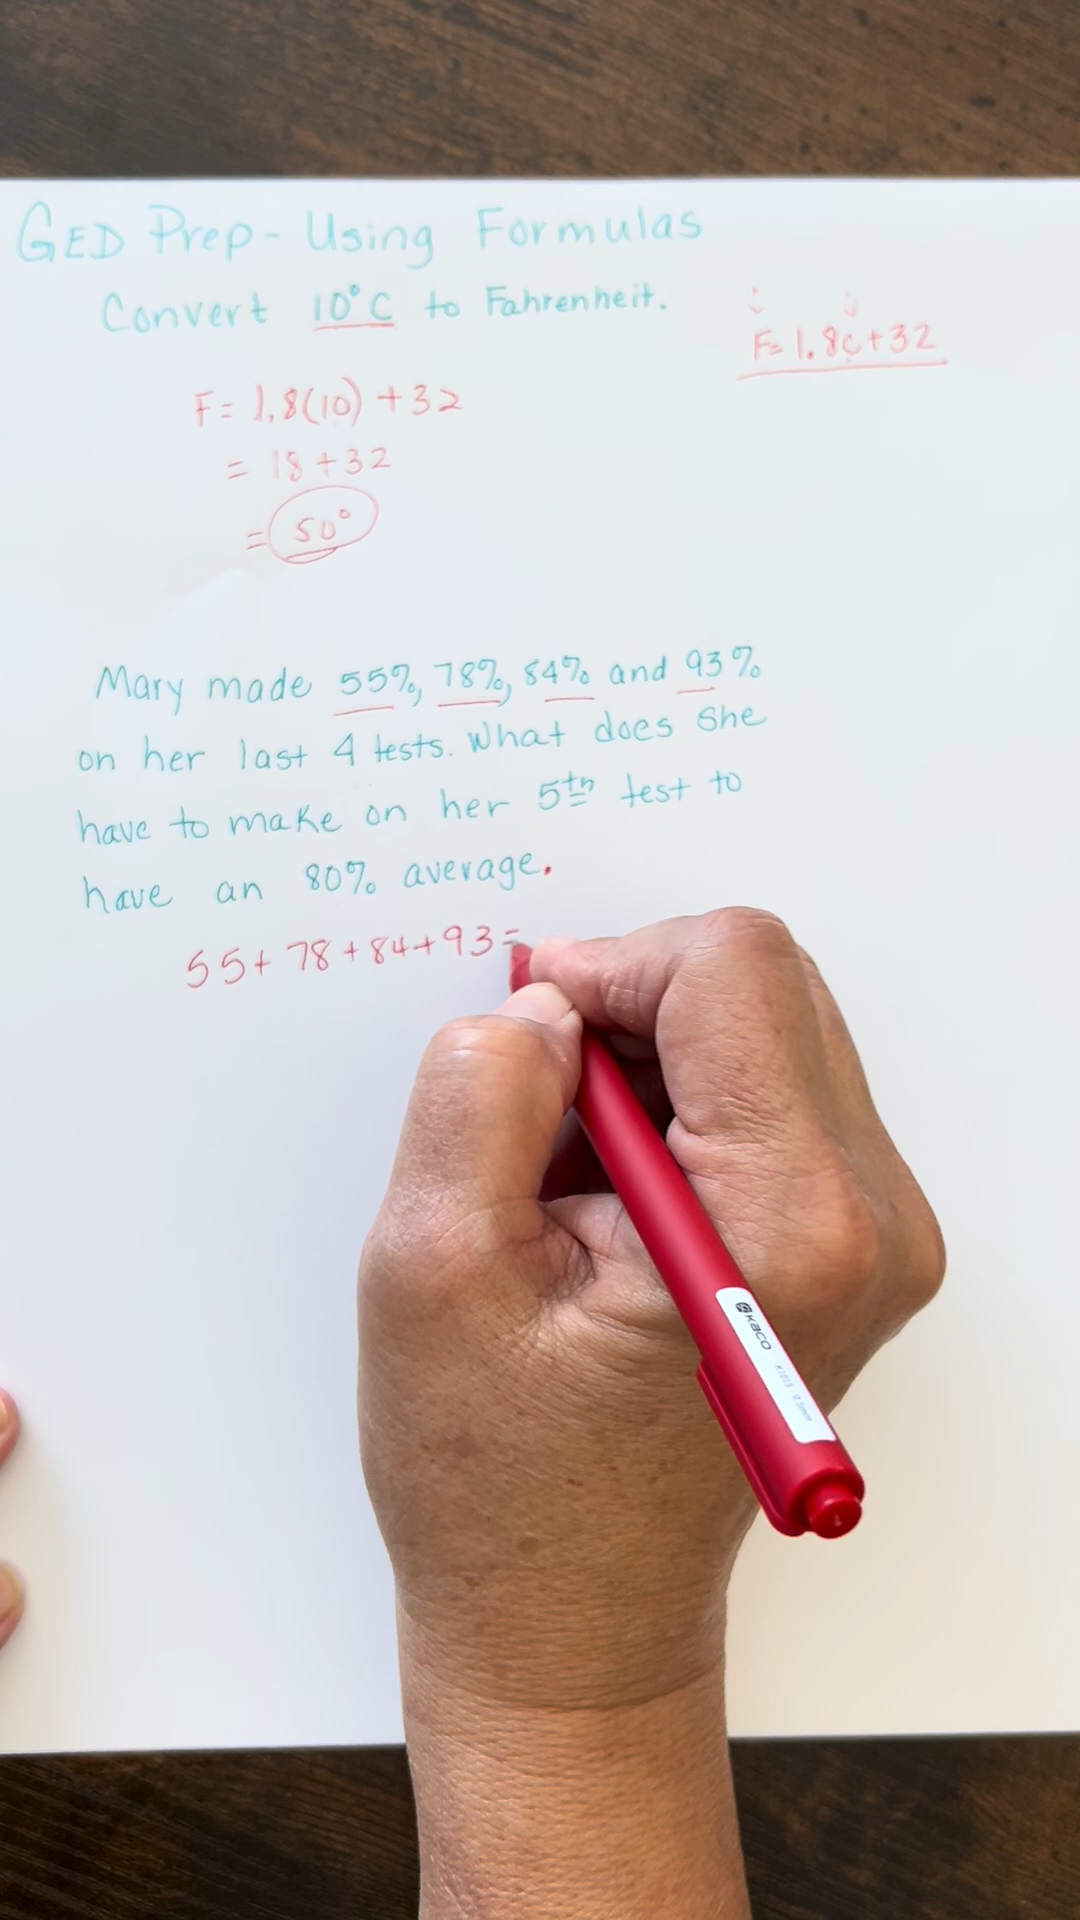 GED Prep - Using Formulas
Convert 10°C to Fahrenheit.
F= 1.8C+32
F= 1.8(10) +32
= 18+32
= 50°
Mary made 55%, 78%, 84% and 93%
on her last 4 tests. What does she
have to make on her 5th test to
have an 80% average.
55+ 78+84+93=
KACO